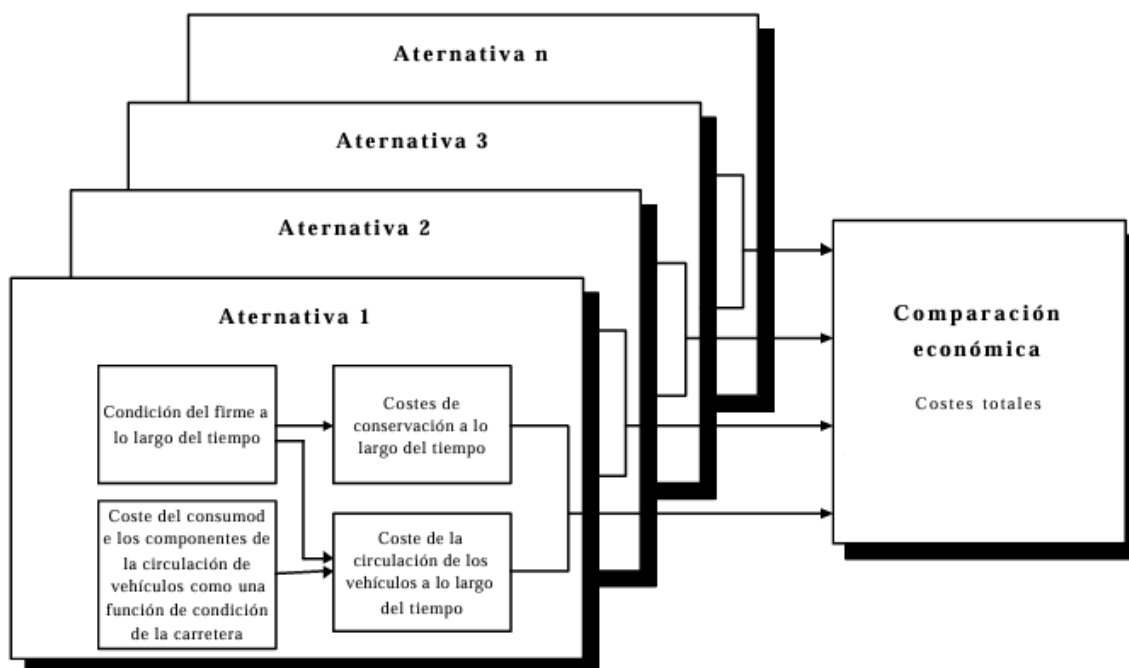 Aternativa n
Aternativa 3
Aternativa 2
Aternativa 1
Condición del firme a
lo largo del tiempo
Costes de
conservación a lo
largo del tiempo
Coste del consumod
e los componentes de
la circulación de
vehículos como una
función de condición
de la carretera
Coste de la
circulación de los
vehículos a lo largo
del tiempo
Comparación
económica
Costes totales